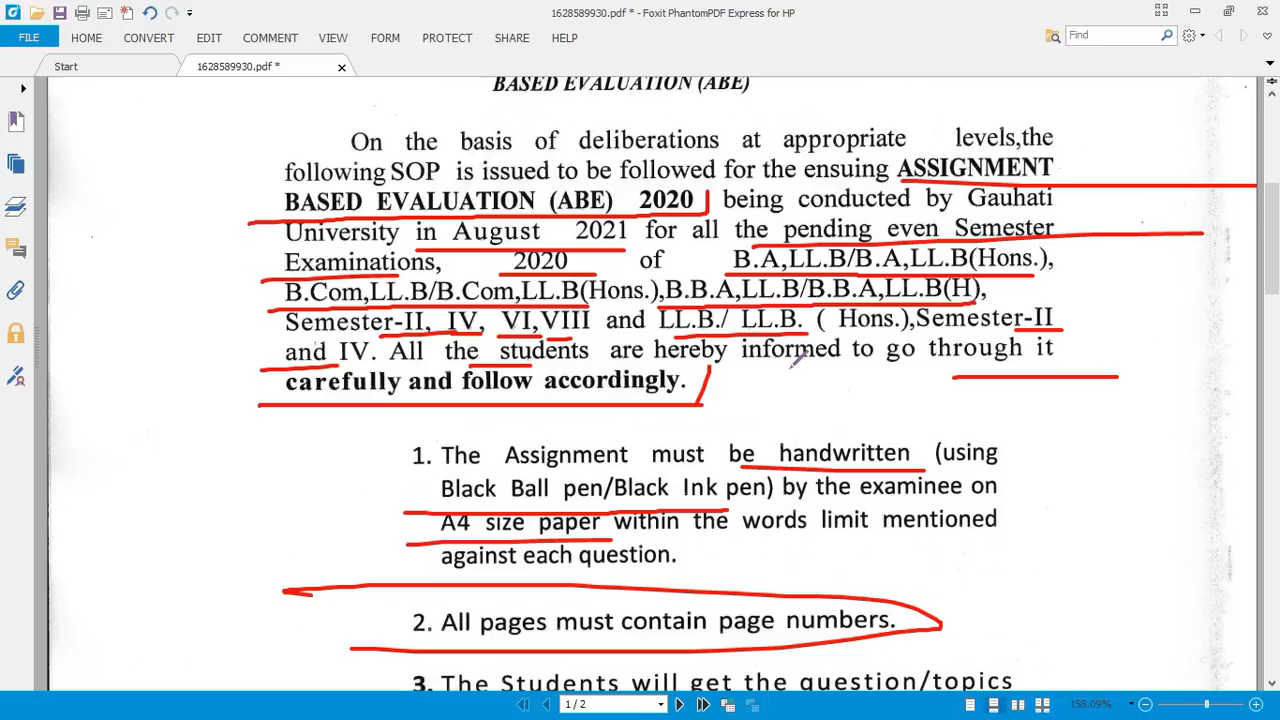 1628589930.pdf * - Foxit PhantomPDF Express for HP
FILE HOME CONVERT EDIT COMMENT VIEW FORM PROTECT SHARE HELP Find
Start 1628589930.pdf *
BASED EVALUATION (ABE)
On the basis of deliberations at appropriate levels,the
following SOP is issued to be followed for the ensuing ASSIGNMENT
BASED EVALUATION (ABE) 2020 being conducted by Gauhati
University in August 2021 for all the pending even Semester
Examinations, 2020 of B.A,LL.B/B.A,LL.B(Hons.),
B.Com,LL.B/B.Com,LL.B(Hons.),B.B.A,LL.B/B.B.A,LL.B(H),
Semester-II, IV, VI,VIII and LL.B./ LL.B. ( Hons.),Semester-II
and IV. All the students are hereby informed to go through it
carefully and follow accordingly.
1. The Assignment must be handwritten (using
Black Ball pen/Black Ink pen) by the examinee on
A4 size paper within the words limit mentioned
against each question.
2. All pages must contain page numbers.
3. The Students will get the question/topics
1 / 2 158.09%